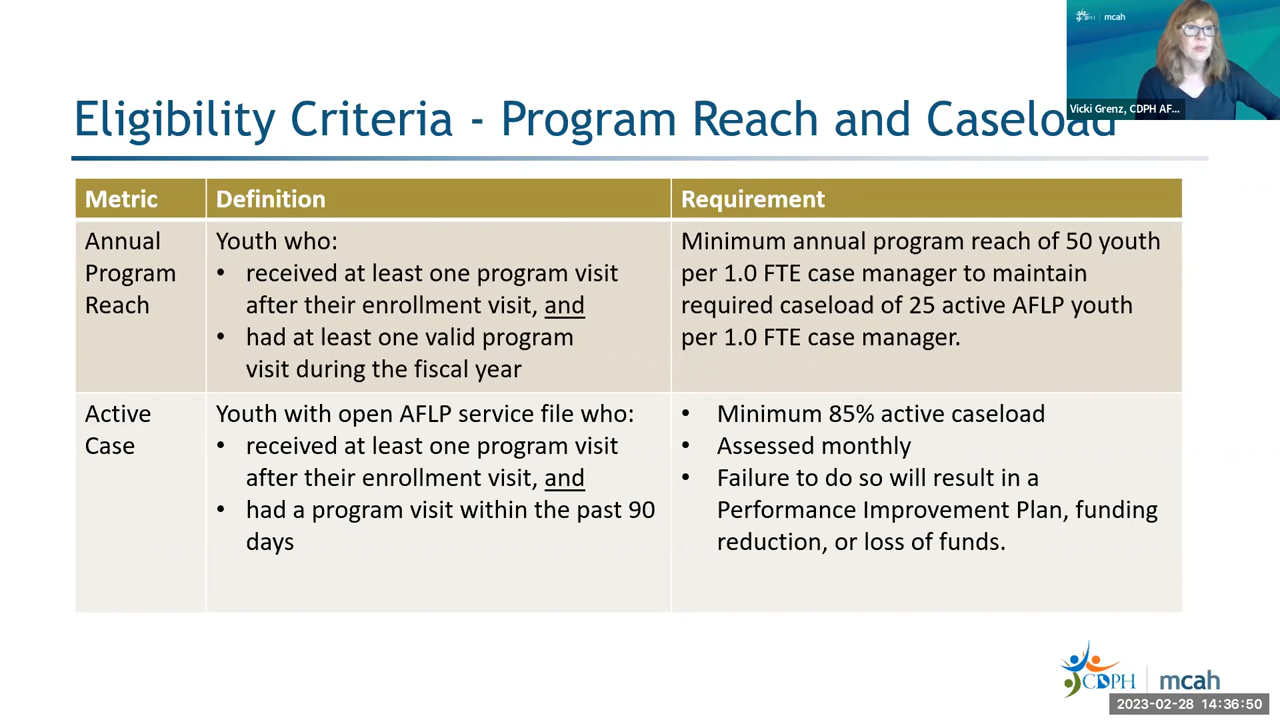 CDPH | mcah
Vicki Grenz, CDPH AF...
Eligibility Criteria - Program Reach and Caseload
Metric
Definition
Requirement
Annual
Program
Reach
Youth who:
• received at least one program visit
after their enrollment visit, and
• had at least one valid program
visit during the fiscal year
Minimum annual program reach of 50 youth
per 1.0 FTE case manager to maintain
required caseload of 25 active AFLP youth
per 1.0 FTE case manager.
Active
Case
Youth with open AFLP service file who:
• received at least one program visit
after their enrollment visit, and
• had a program visit within the past 90
days
• Minimum 85% active caseload
• Assessed monthly
• Failure to do so will result in a
Performance Improvement Plan, funding
reduction, or loss of funds.
CDPH | mcah
2023-02-28 14:36:50